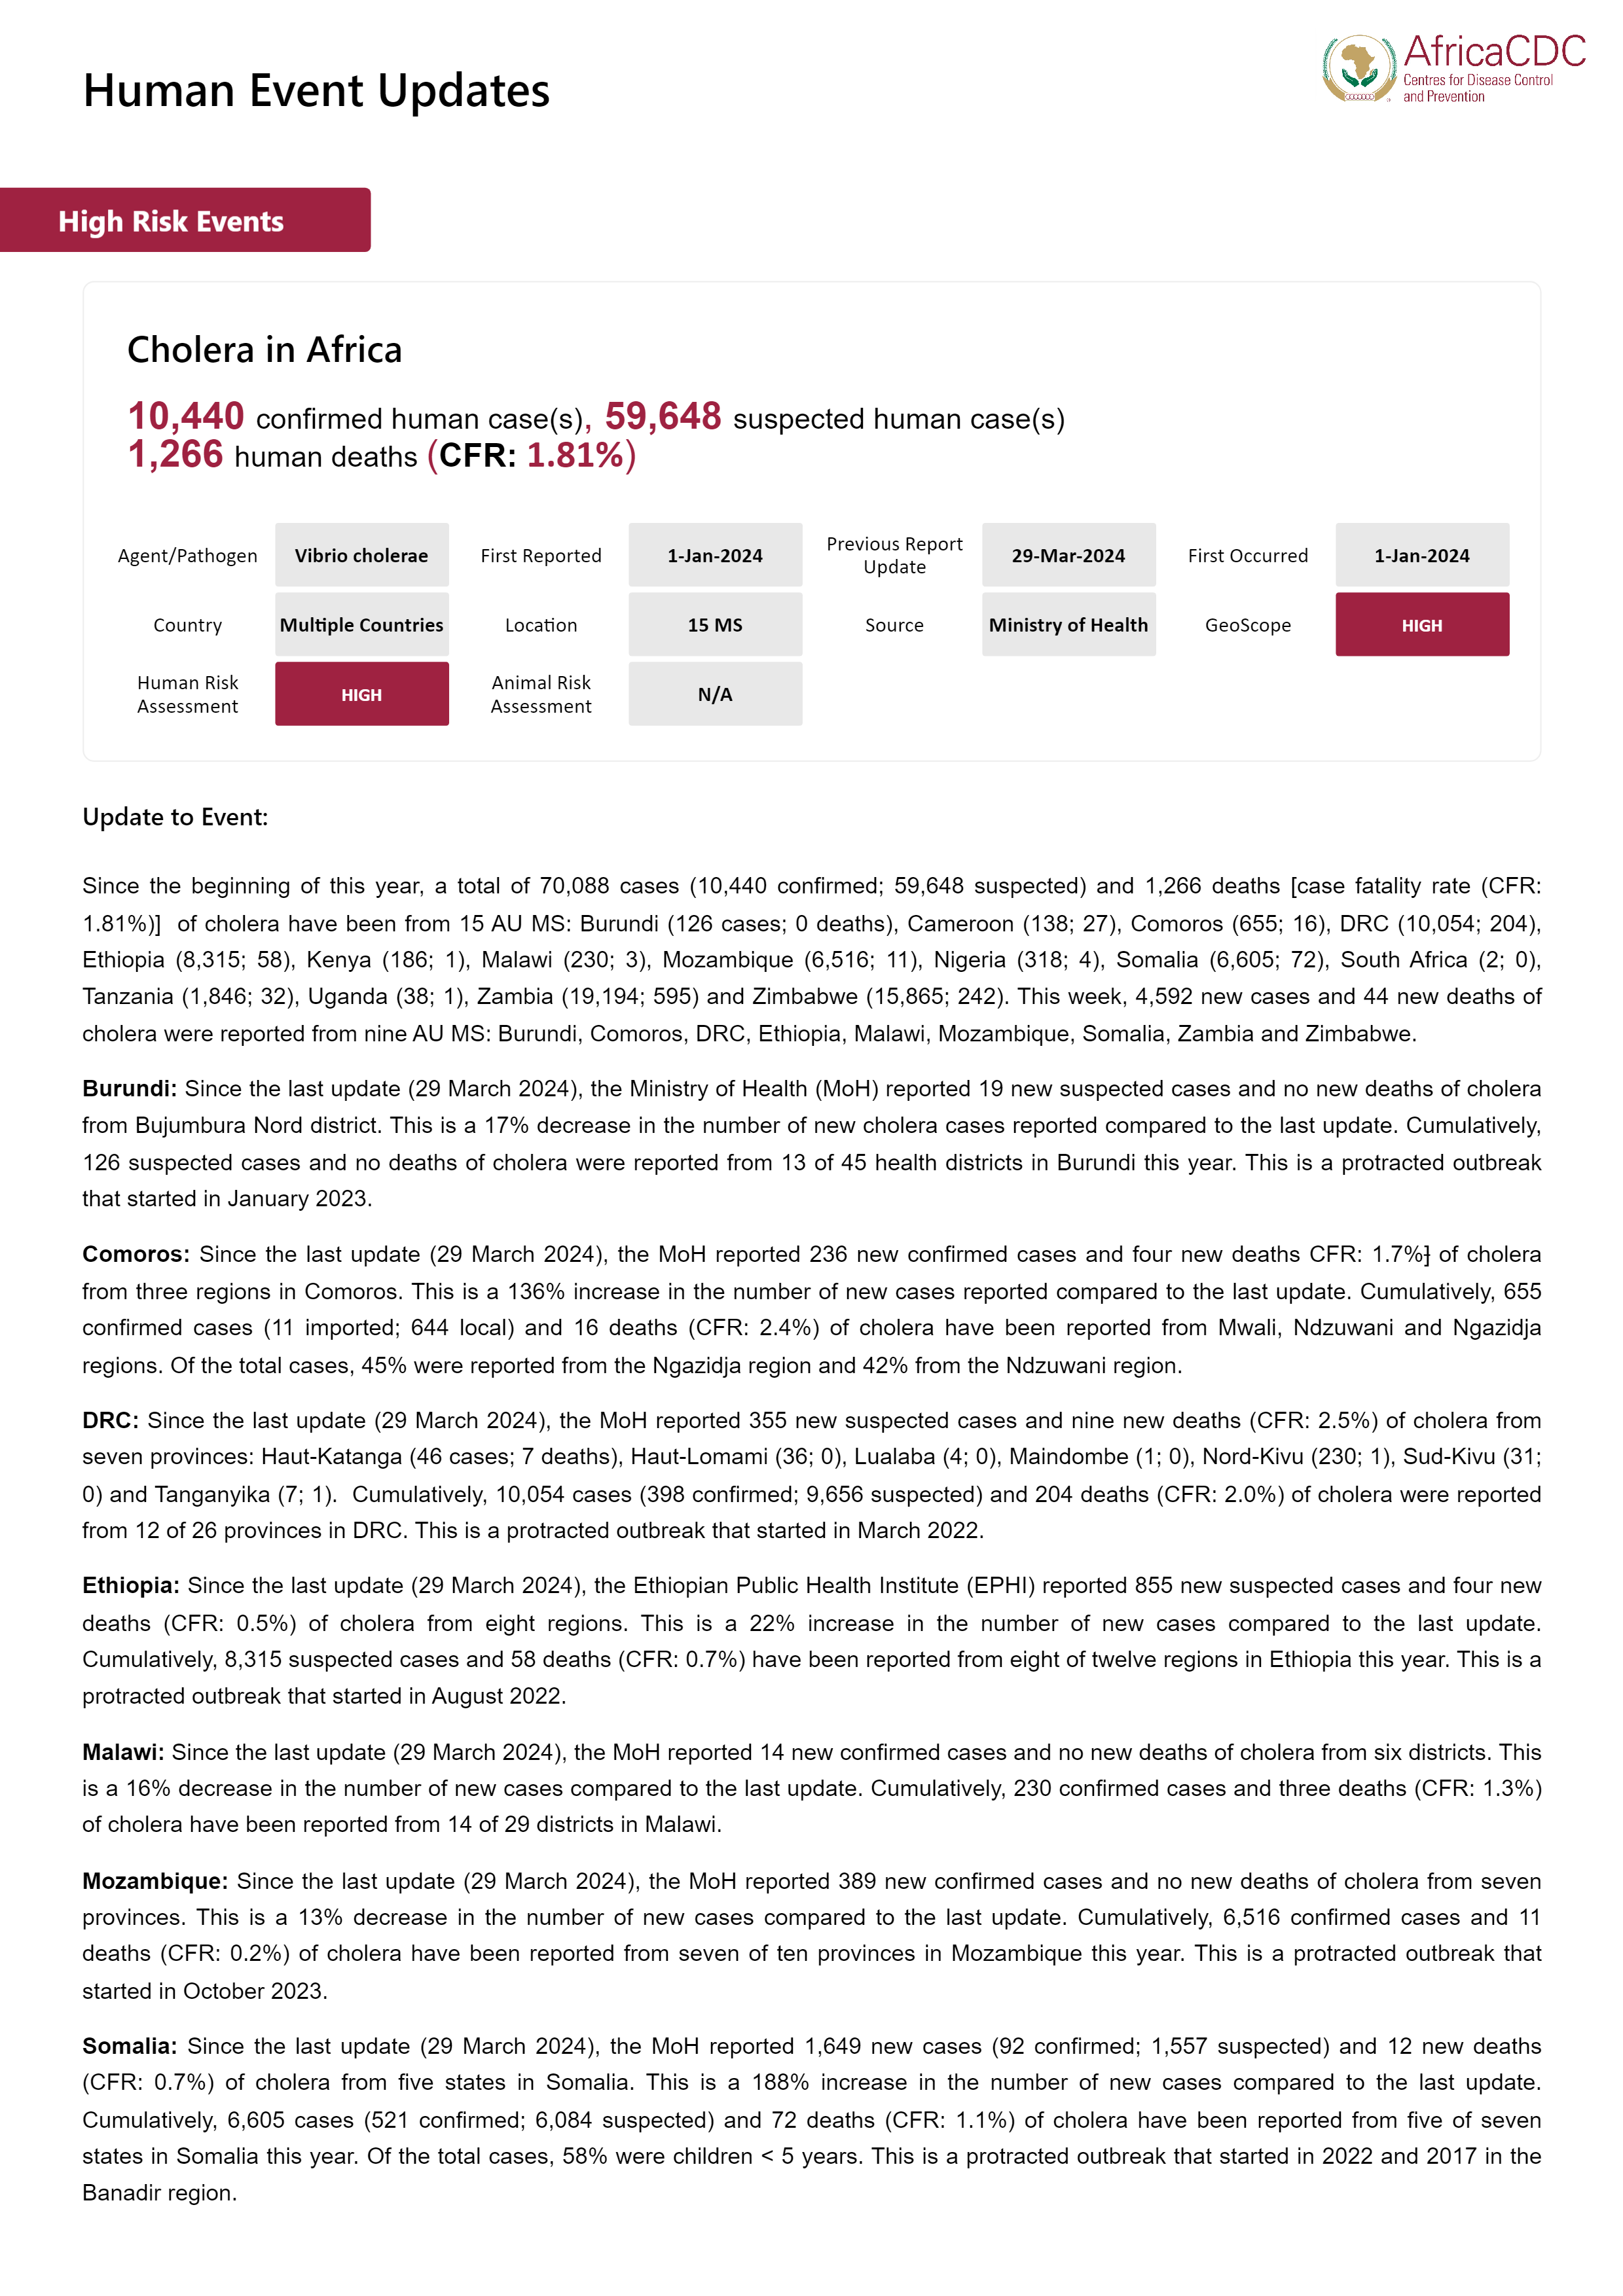 AfricaCDC
Centres for Disease Control
and Prevention
Human Event Updates
High Risk Events
Cholera in Africa
10,440 confirmed human case(s), 59,648 suspected human case(s)
1,266 human deaths (CFR: 1.81%)
Agent/Pathogen Vibrio cholerae First Reported 1-Jan-2024 Previous Report Update 29-Mar-2024 First Occurred 1-Jan-2024
Country Multiple Countries Location 15 MS Source Ministry of Health GeoScope HIGH
Human Risk Assessment HIGH Animal Risk Assessment N/A
Update to Event:
Since the beginning of this year, a total of 70,088 cases (10,440 confirmed; 59,648 suspected) and 1,266 deaths [case fatality rate (CFR:
1.81%)] of cholera have been from 15 AU MS: Burundi (126 cases; 0 deaths), Cameroon (138; 27), Comoros (655; 16), DRC (10,054; 204),
Ethiopia (8,315; 58), Kenya (186; 1), Malawi (230; 3), Mozambique (6,516; 11), Nigeria (318; 4), Somalia (6,605; 72), South Africa (2; 0),
Tanzania (1,846; 32), Uganda (38; 1), Zambia (19,194; 595) and Zimbabwe (15,865; 242). This week, 4,592 new cases and 44 new deaths of
cholera were reported from nine AU MS: Burundi, Comoros, DRC, Ethiopia, Malawi, Mozambique, Somalia, Zambia and Zimbabwe.
Burundi: Since the last update (29 March 2024), the Ministry of Health (MoH) reported 19 new suspected cases and no new deaths of cholera
from Bujumbura Nord district. This is a 17% decrease in the number of new cholera cases reported compared to the last update. Cumulatively,
126 suspected cases and no deaths of cholera were reported from 13 of 45 health districts in Burundi this year. This is a protracted outbreak
that started in January 2023.
Comoros: Since the last update (29 March 2024), the MoH reported 236 new confirmed cases and four new deaths CFR: 1.7%] of cholera
from three regions in Comoros. This is a 136% increase in the number of new cases reported compared to the last update. Cumulatively, 655
confirmed cases (11 imported; 644 local) and 16 deaths (CFR: 2.4%) of cholera have been reported from Mwali, Ndzuwani and Ngazidja
regions. Of the total cases, 45% were reported from the Ngazidja region and 42% from the Ndzuwani region.
DRC: Since the last update (29 March 2024), the MoH reported 355 new suspected cases and nine new deaths (CFR: 2.5%) of cholera from
seven provinces: Haut-Katanga (46 cases; 7 deaths), Haut-Lomami (36; 0), Lualaba (4; 0), Maindombe (1; 0), Nord-Kivu (230; 1), Sud-Kivu (31;
0) and Tanganyika (7; 1). Cumulatively, 10,054 cases (398 confirmed; 9,656 suspected) and 204 deaths (CFR: 2.0%) of cholera were reported
from 12 of 26 provinces in DRC. This is a protracted outbreak that started in March 2022.
Ethiopia: Since the last update (29 March 2024), the Ethiopian Public Health Institute (EPHI) reported 855 new suspected cases and four new
deaths (CFR: 0.5%) of cholera from eight regions. This is a 22% increase in the number of new cases compared to the last update.
Cumulatively, 8,315 suspected cases and 58 deaths (CFR: 0.7%) have been reported from eight of twelve regions in Ethiopia this year. This is a
protracted outbreak that started in August 2022.
Malawi: Since the last update (29 March 2024), the MoH reported 14 new confirmed cases and no new deaths of cholera from six districts. This
is a 16% decrease in the number of new cases compared to the last update. Cumulatively, 230 confirmed cases and three deaths (CFR: 1.3%)
of cholera have been reported from 14 of 29 districts in Malawi.
Mozambique: Since the last update (29 March 2024), the MoH reported 389 new confirmed cases and no new deaths of cholera from seven
provinces. This is a 13% decrease in the number of new cases compared to the last update. Cumulatively, 6,516 confirmed cases and 11
deaths (CFR: 0.2%) of cholera have been reported from seven of ten provinces in Mozambique this year. This is a protracted outbreak that
started in October 2023.
Somalia: Since the last update (29 March 2024), the MoH reported 1,649 new cases (92 confirmed; 1,557 suspected) and 12 new deaths
(CFR: 0.7%) of cholera from five states in Somalia. This is a 188% increase in the number of new cases compared to the last update.
Cumulatively, 6,605 cases (521 confirmed; 6,084 suspected) and 72 deaths (CFR: 1.1%) of cholera have been reported from five of seven
states in Somalia this year. Of the total cases, 58% were children < 5 years. This is a protracted outbreak that started in 2022 and 2017 in the
Banadir region.